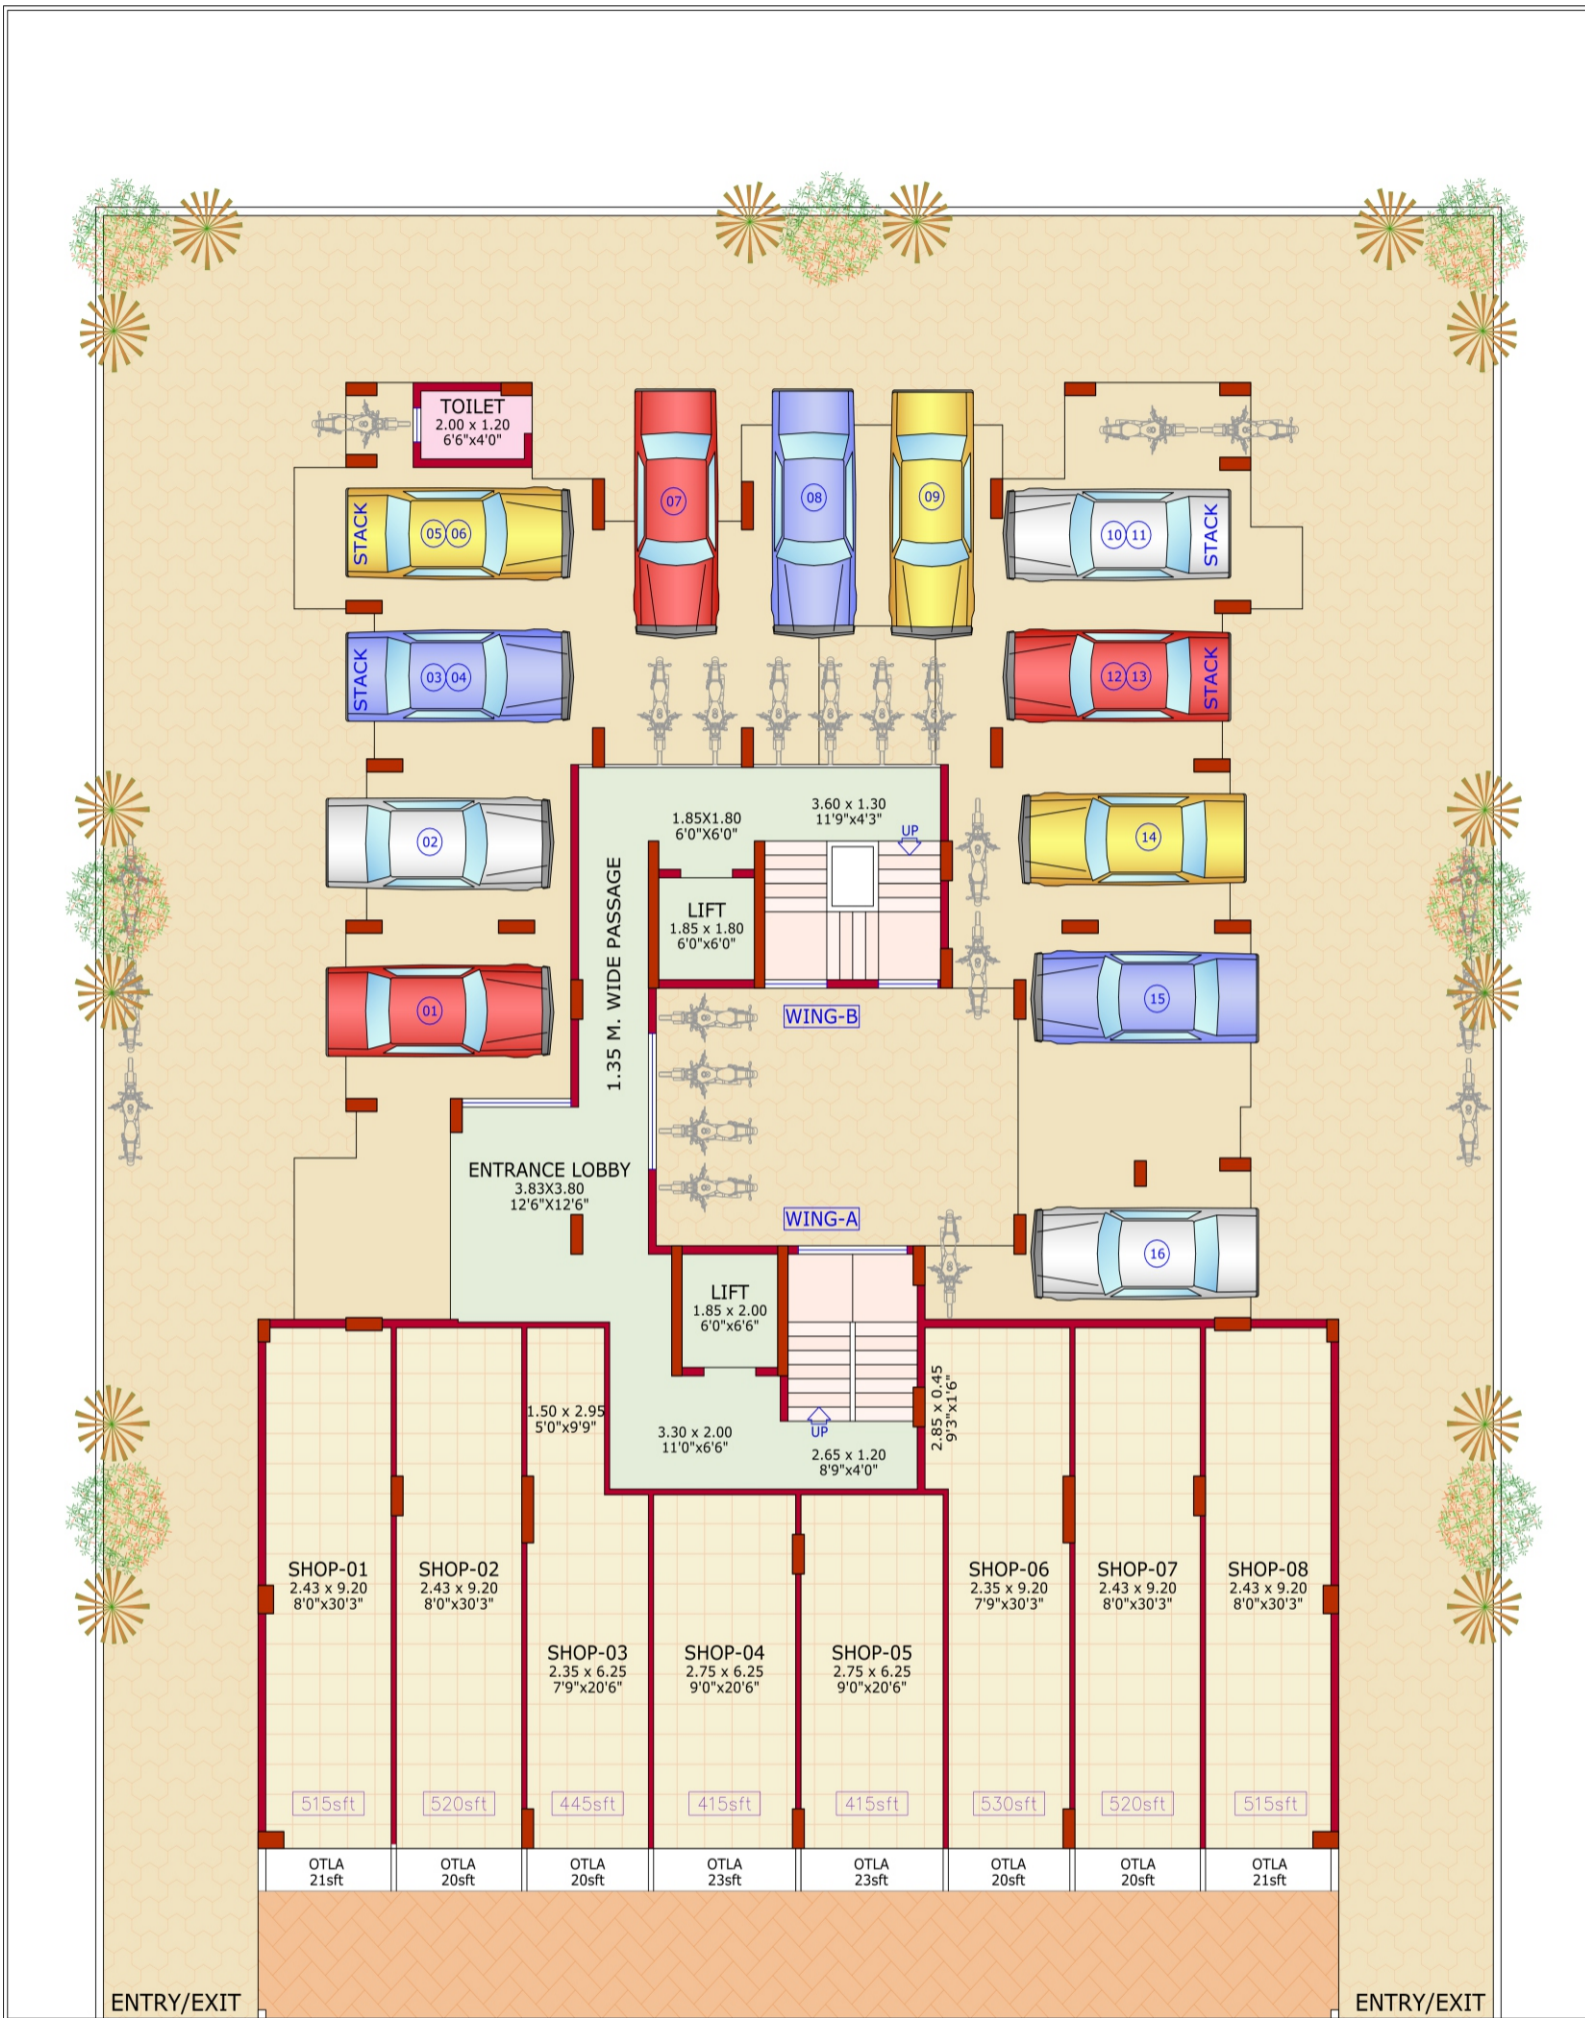 TOILET
2.00 x 1.20
6'6"x4'0"
STACK
05 06
07
08
09
10 11
STACK
STACK
03 04
12 13
STACK
02
1.85X1.80
6'0"X6'0"
3.60 x 1.30
11'9"x4'3"
UP
14
1.35 M. WIDE PASSAGE
LIFT
1.85 x 1.80
6'0"x6'0"
01
WING-B
15
ENTRANCE LOBBY
3.83X3.80
12'6"X12'6"
WING-A
16
LIFT
1.85 x 2.00
6'0"x6'6"
1.50 x 2.95
5'0"x9'9"
3.30 x 2.00
11'0"x6'6"
UP
2.65 x 1.20
8'9"x4'0"
2.85 x 0.45
9'3"x1'6"
SHOP-01
2.43 x 9.20
8'0"x30'3"
SHOP-02
2.43 x 9.20
8'0"x30'3"
SHOP-03
2.35 x 6.25
7'9"x20'6"
SHOP-04
2.75 x 6.25
9'0"x20'6"
SHOP-05
2.75 x 6.25
9'0"x20'6"
SHOP-06
2.35 x 9.20
7'9"x30'3"
SHOP-07
2.43 x 9.20
8'0"x30'3"
SHOP-08
2.43 x 9.20
8'0"x30'3"
515sft
520sft
445sft
415sft
415sft
530sft
520sft
515sft
OTLA
21sft
OTLA
20sft
OTLA
20sft
OTLA
23sft
OTLA
23sft
OTLA
20sft
OTLA
20sft
OTLA
21sft
ENTRY/EXIT
ENTRY/EXIT